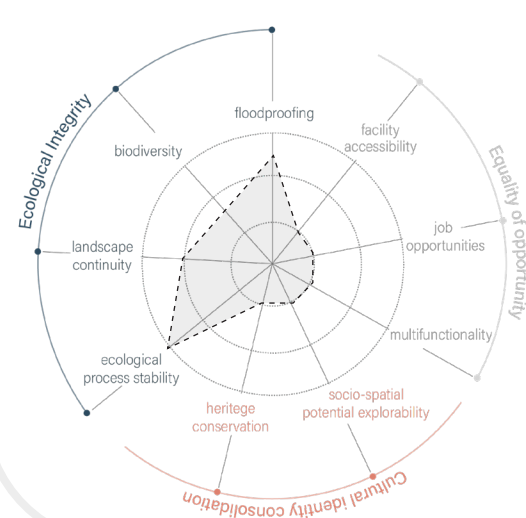 Ecological Integrity
floodproofing
biodiversity
landscape
continuity
ecological
process stability
facility
accessibility
job
opportunities
multifunctionality
Equality of opportunity
heritege
conservation
socio-spatial
potential explorability
Cultural identity consolidation